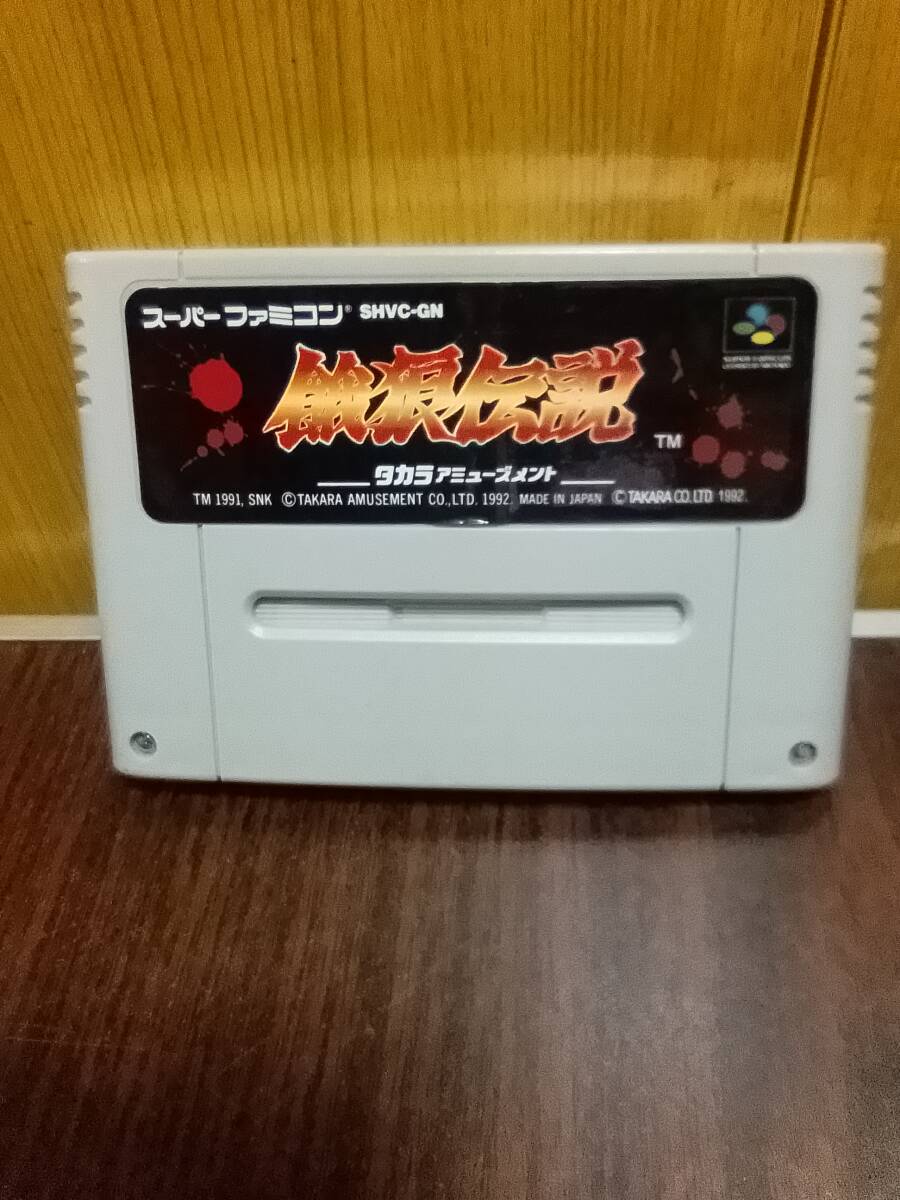 スーパーファミコン® SHVC-GN
SUPER FAMICOM
餓狼伝説 TM
タカラアミューズメント
TM 1991, SNK ©TAKARA AMUSEMENT CO.,LTD. 1992. MADE IN JAPAN ©TAKARA CO.LTD. 1992.